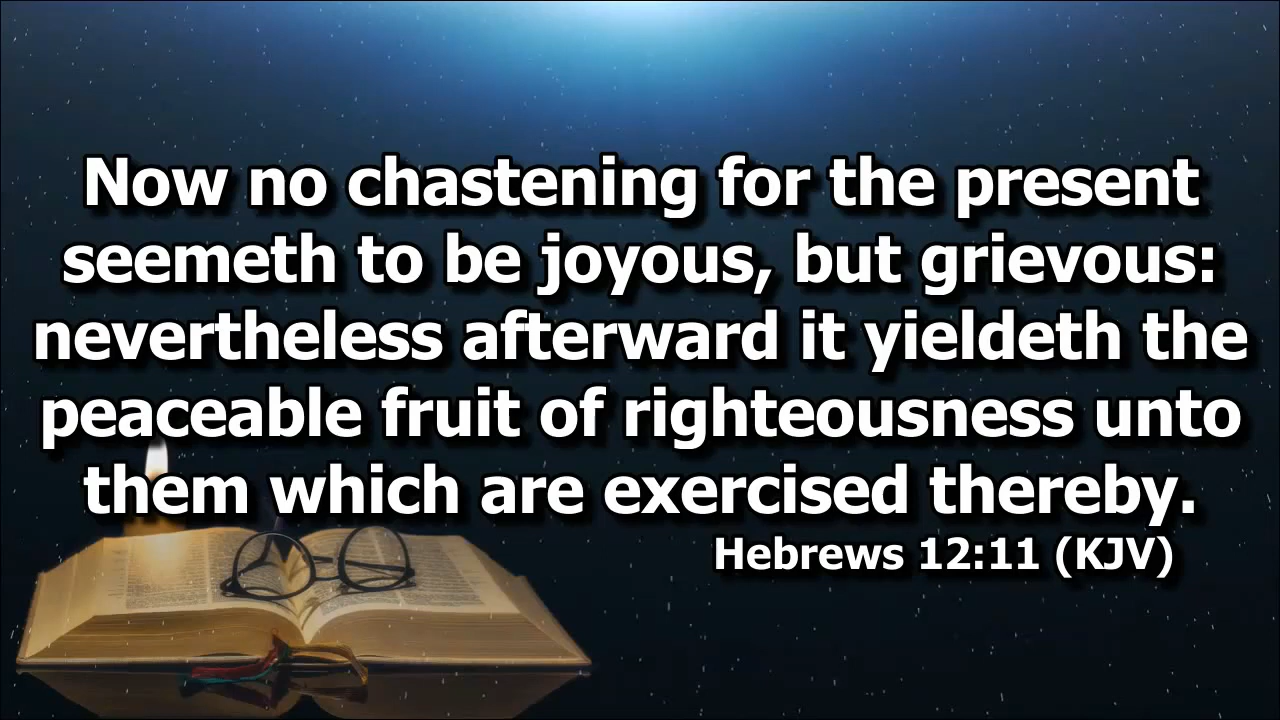 Now no chastening for the present
seemeth to be joyous, but grievous:
nevertheless afterward it yieldeth the
peaceable fruit of righteousness unto
them which are exercised thereby.
Hebrews 12:11 (KJV)